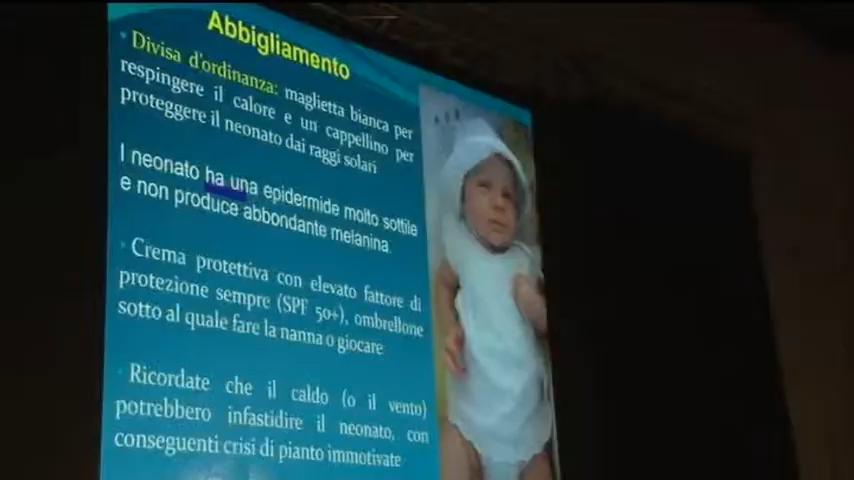 Abbigliamento
• Divisa d'ordinanza: maglietta bianca per
respingere il calore e un cappellino per
proteggere il neonato dai raggi solari
I neonato ha una epidermide molto sottile
e non produce abbondante melanina.
• Crema protettiva con elevato fattore di
protezione sempre (SPF 50+), ombrellone
sotto al quale fare la nanna o giocare
• Ricordate che il caldo (o il vento)
potrebbero infastidire il neonato, con
conseguenti crisi di pianto immotivate